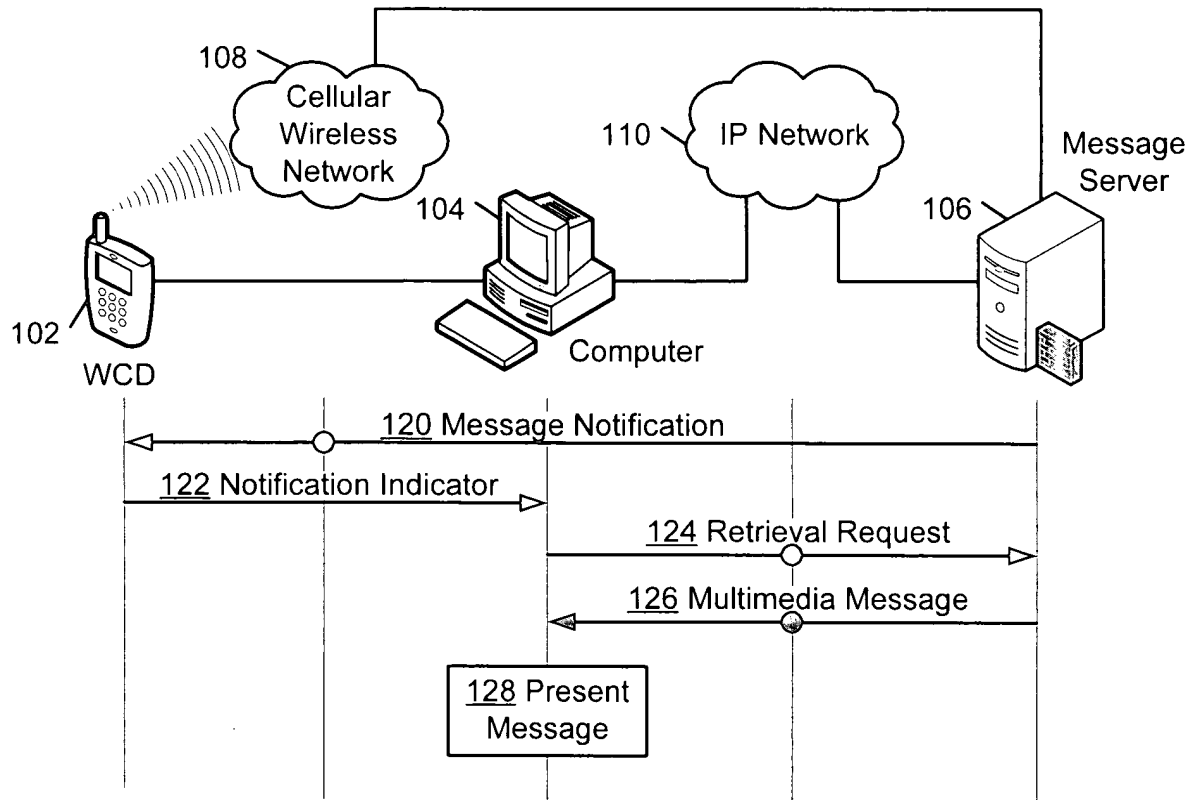 108
Cellular
Wireless
Network
110
IP Network
Message
Server
104
106
102
WCD
Computer
120 Message Notification
122 Notification Indicator
124 Retrieval Request
126 Multimedia Message
128 Present
Message